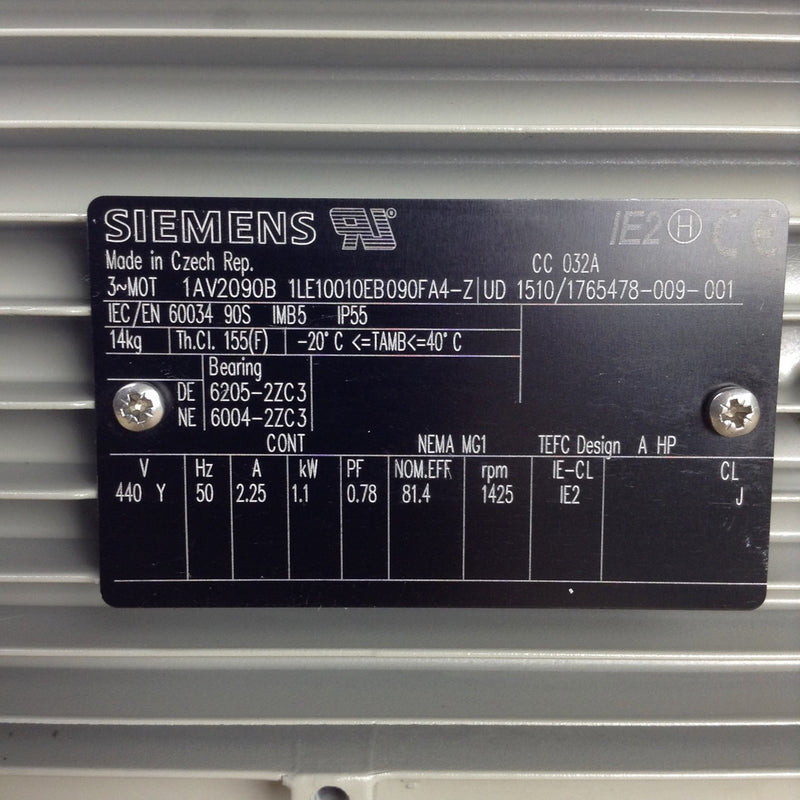 SIEMENS RU ® IE2 H CE
Made in Czech Rep. CC 032A
3~MOT 1AV2090B 1LE10010EB090FA4-Z UD 1510/1765478-009-001
IEC/EN 60034 90S IMB5 IP55
14kg Th.Cl. 155(F) -20° C <=TAMB<=40° C
Bearing
DE 6205-2ZC3
NE 6004-2ZC3
CONT NEMA MG1 TEFC Design A HP
V Hz A kW PF NOM.EFF rpm IE-CL CL
440 Y 50 2.25 1.1 0.78 81.4 1425 IE2 J